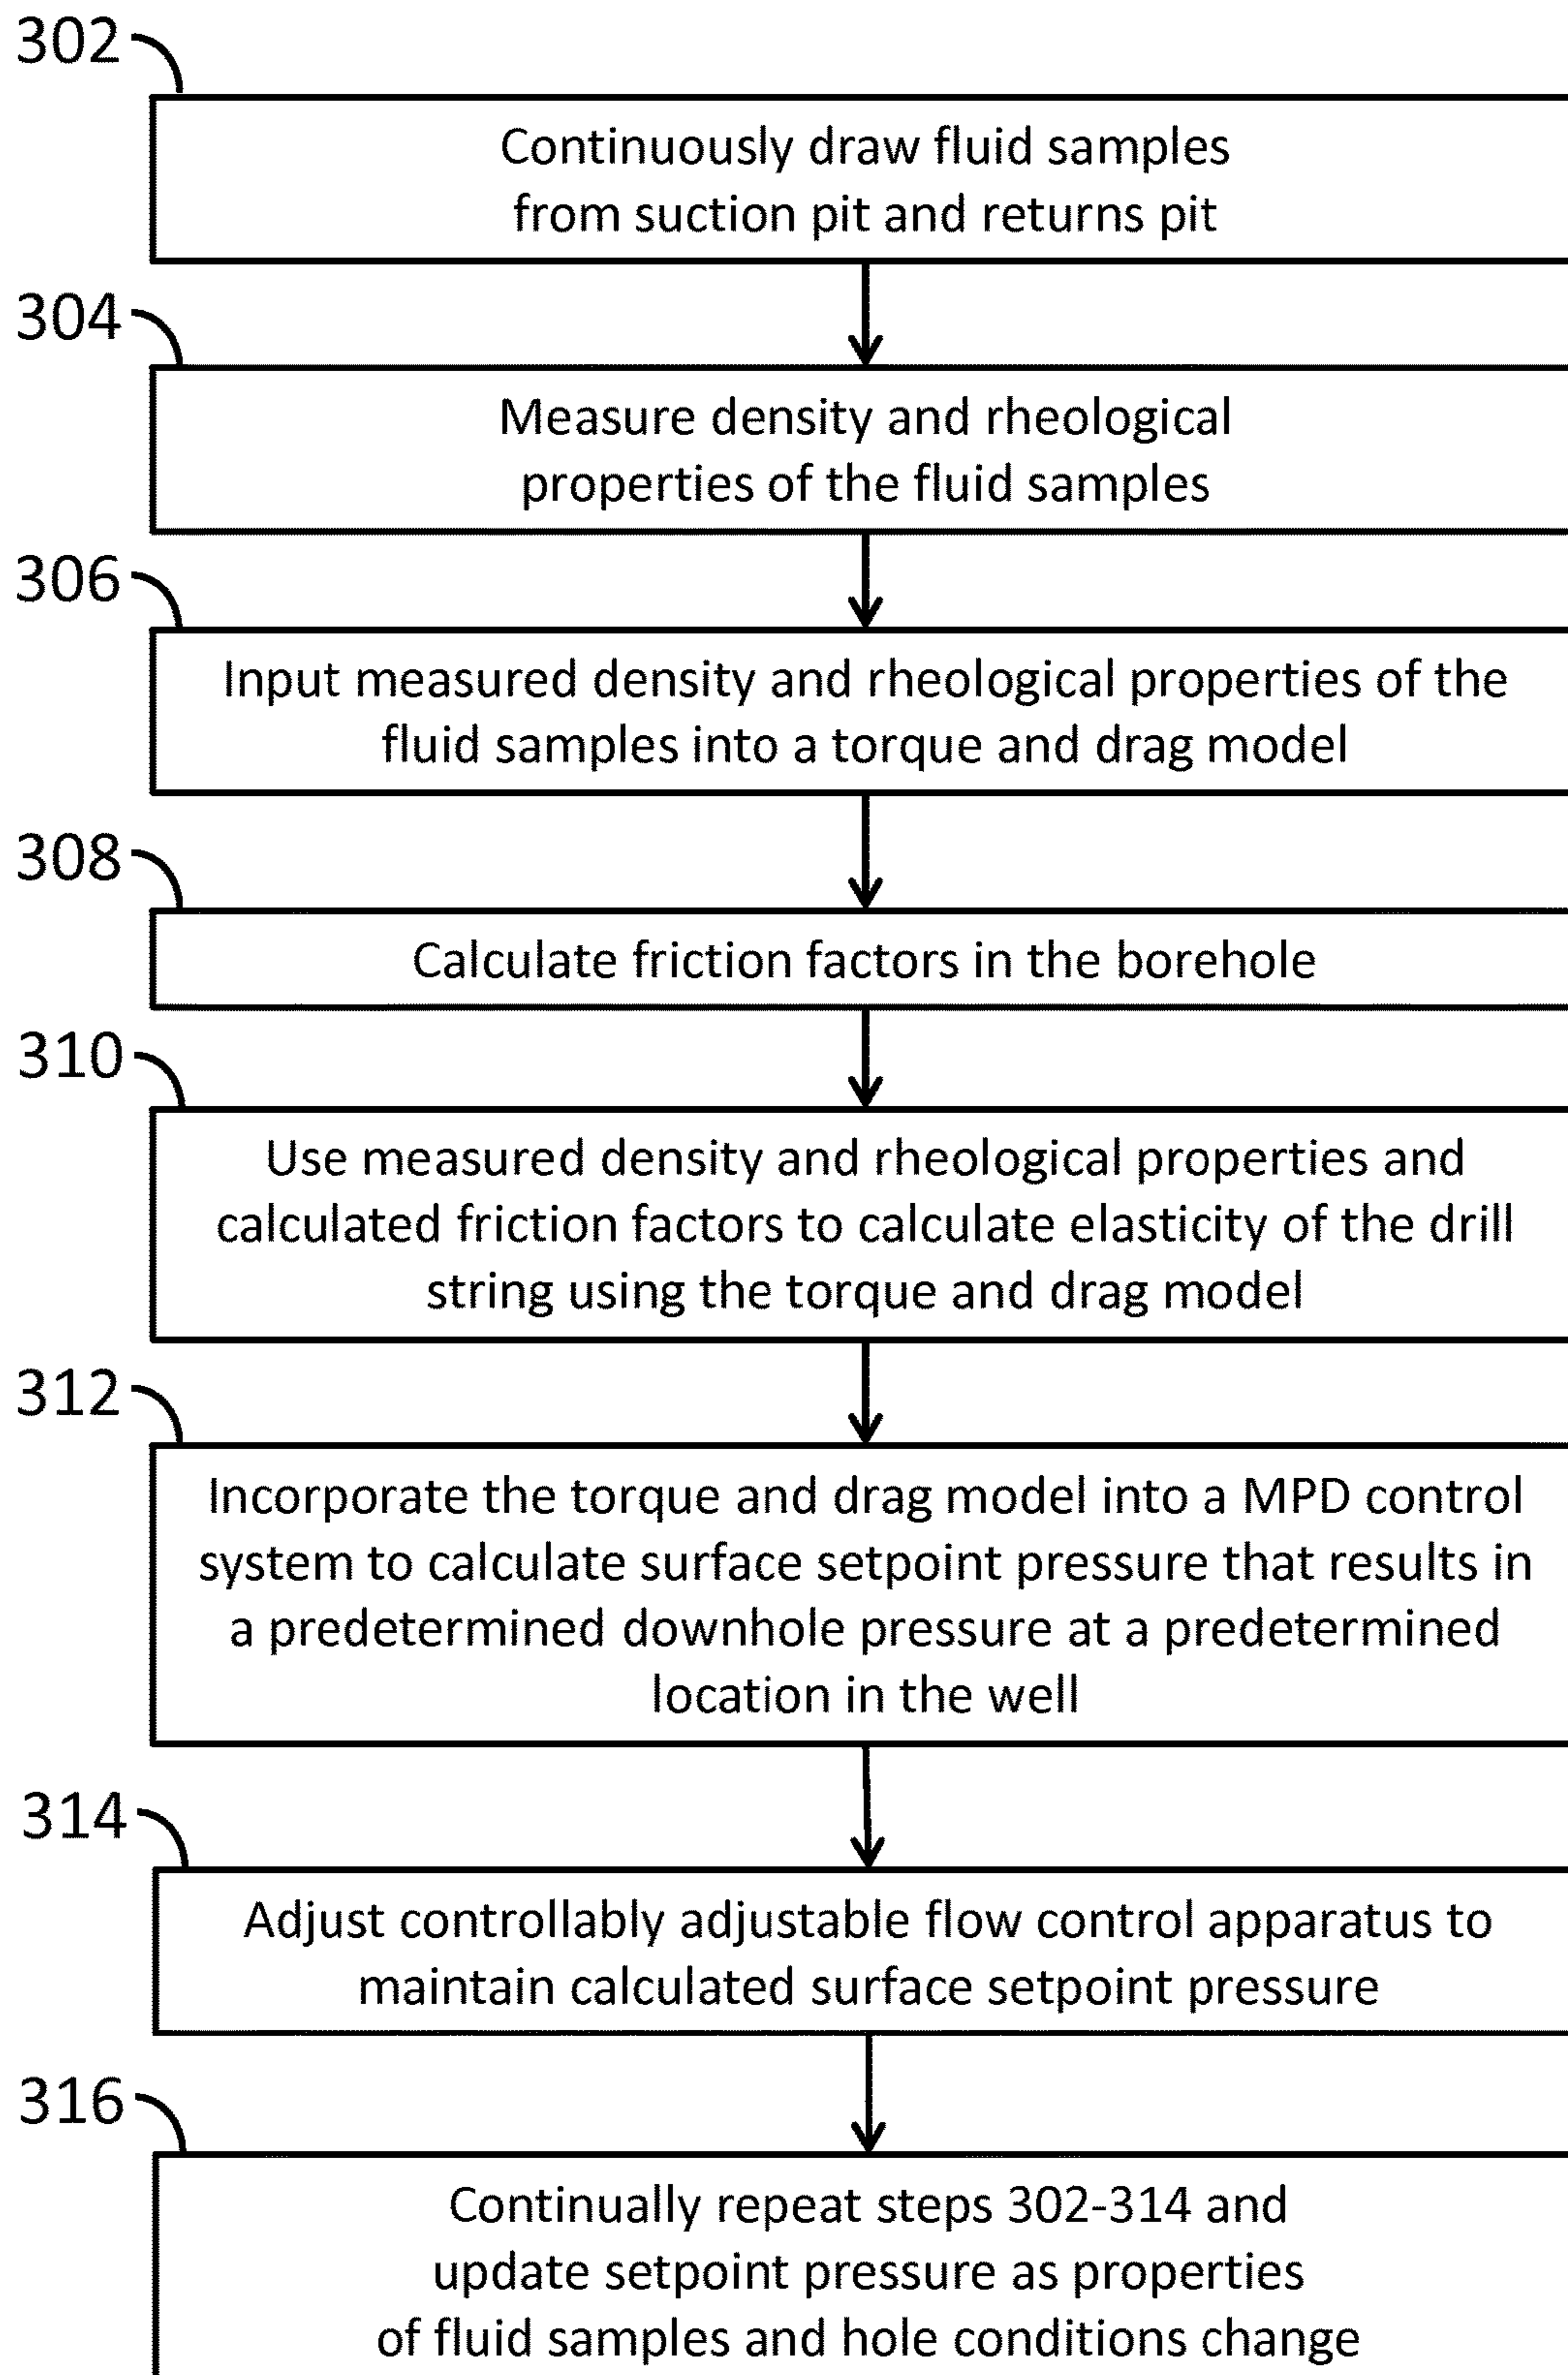 302
Continuously draw fluid samples
from suction pit and returns pit
304
Measure density and rheological
properties of the fluid samples
306
Input measured density and rheological properties of the
fluid samples into a torque and drag model
308
Calculate friction factors in the borehole
310
Use measured density and rheological properties and
calculated friction factors to calculate elasticity of the drill
string using the torque and drag model
312
Incorporate the torque and drag model into a MPD control
system to calculate surface setpoint pressure that results in
a predetermined downhole pressure at a predetermined
location in the well
314
Adjust controllably adjustable flow control apparatus to
maintain calculated surface setpoint pressure
316
Continually repeat steps 302-314 and
update setpoint pressure as properties
of fluid samples and hole conditions change